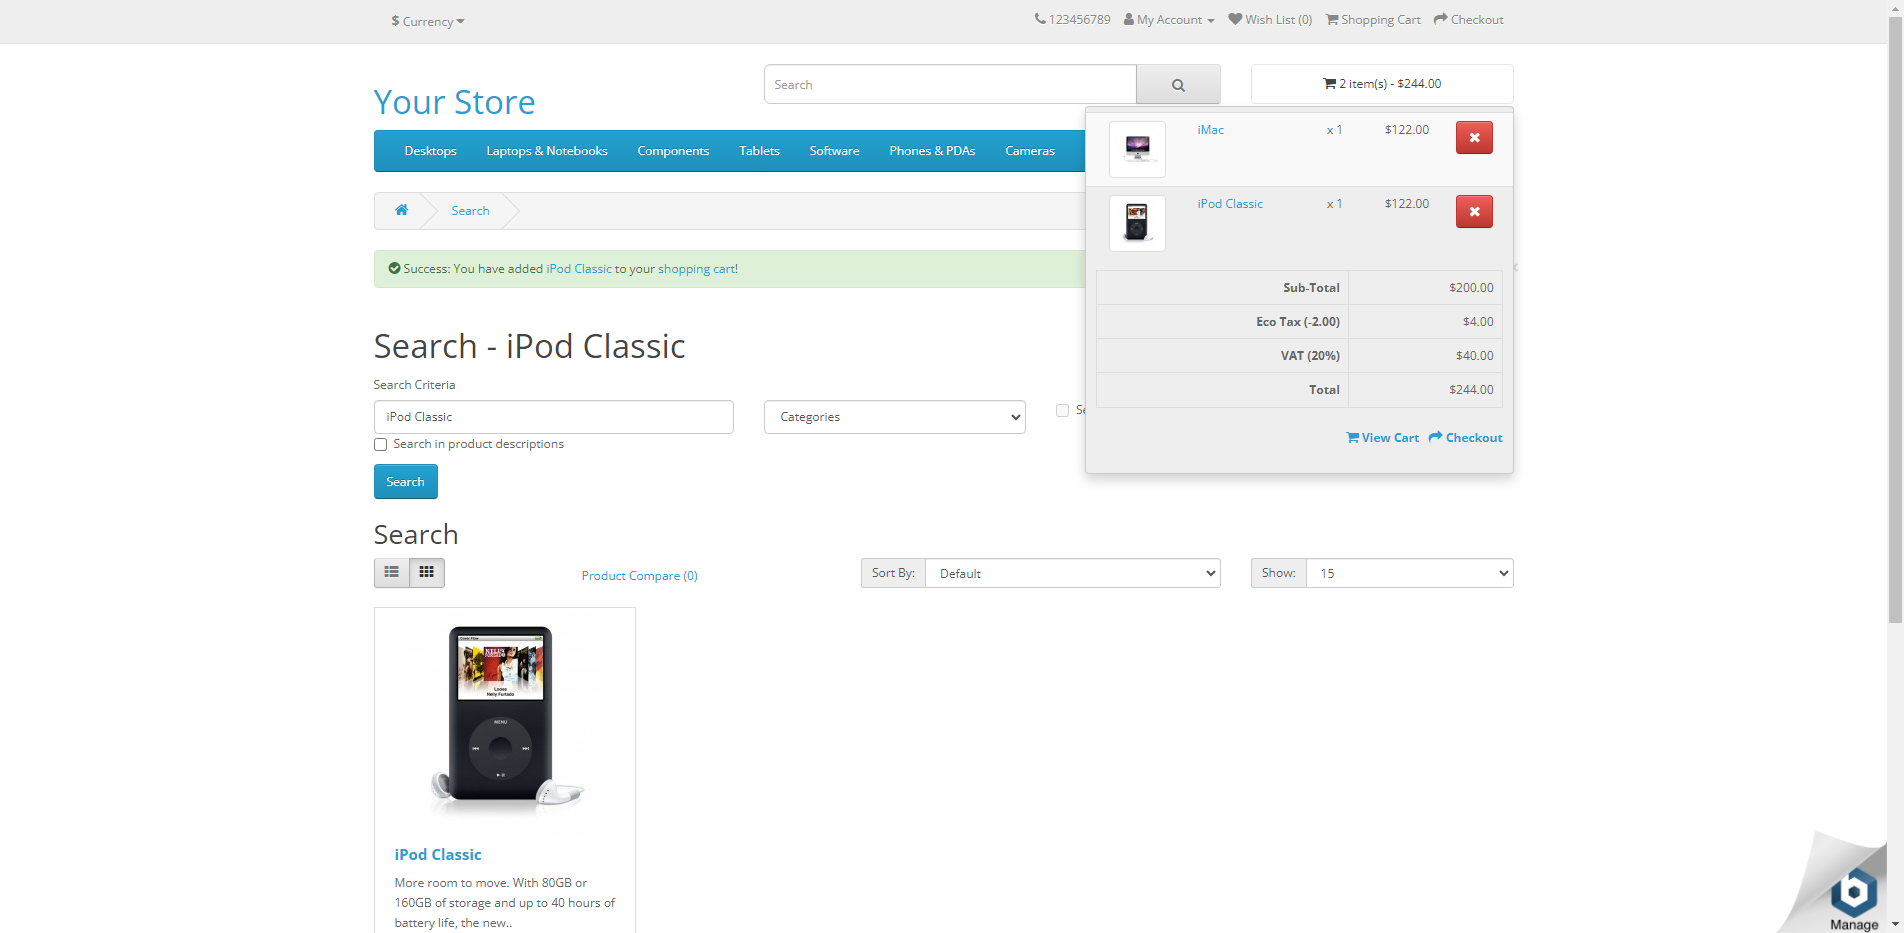 $ Currency
123456789 My Account Wish List (0) Shopping Cart Checkout
Your Store
Search
2 item(s) - $244.00
Desktops Laptops & Notebooks Components Tablets Software Phones & PDAs Cameras
iMac x 1 $122.00
iPod Classic x 1 $122.00
Sub-Total $200.00
Eco Tax (-2.00) $4.00
VAT (20%) $40.00
Total $244.00
View Cart Checkout
Search
Success: You have added iPod Classic to your shopping cart!
Search - iPod Classic
Search Criteria
iPod Classic
Categories
Search in product descriptions
Search
Search
Product Compare (0)
Sort By: Default
Show: 15
MENU
iPod Classic
More room to move. With 80GB or
160GB of storage and up to 40 hours of
battery life, the new..
Manage